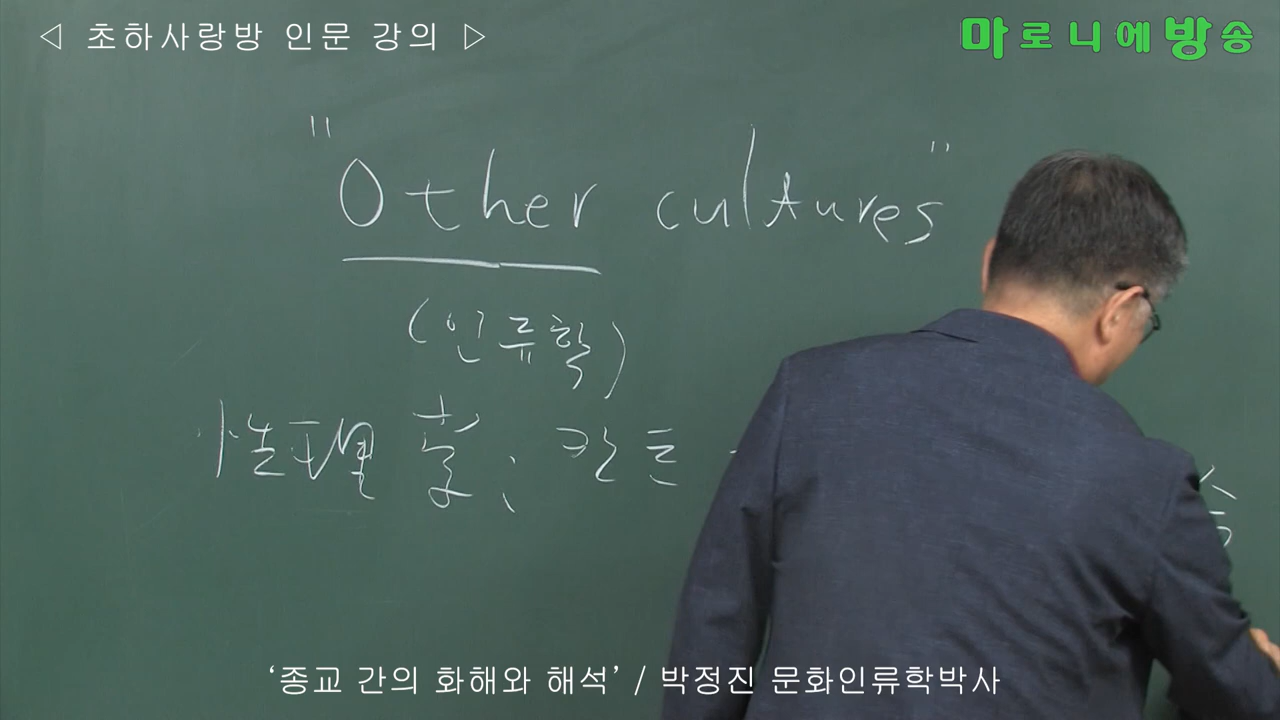 ◁ 초하사랑방 인문 강의 ▷
마로니에방송
"Other cultures"
(인류학)
性理学; 칸트
‘종교 간의 화해와 해석’ / 박정진 문화인류학박사